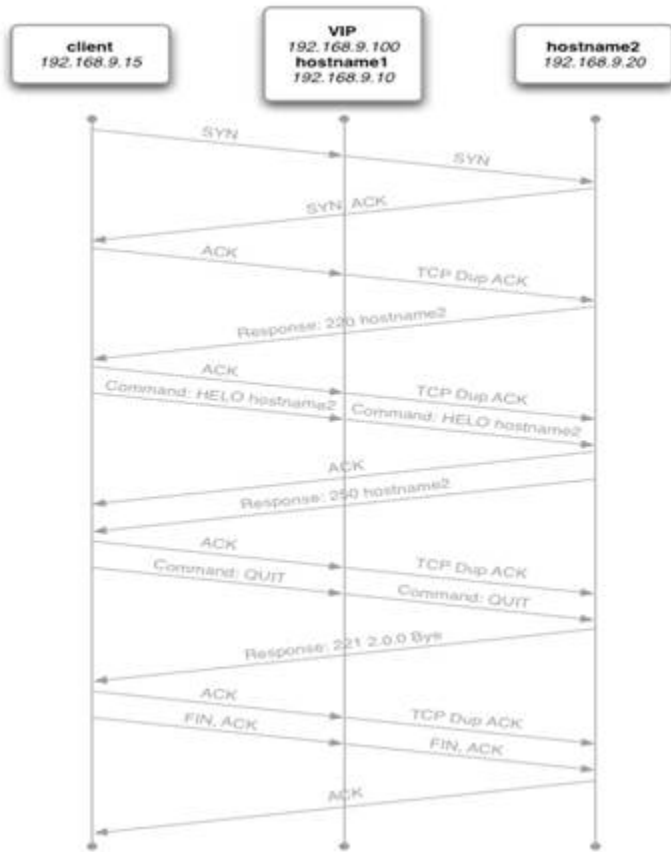 client
192.168.9.15
VIP
192.168.9.100
hostname1
192.168.9.10
hostname2
192.168.9.20
SYN
SYN
SYN, ACK
ACK
TCP Dup ACK
Response: 220 hostname2
ACK
TCP Dup ACK
Command: HELO hostname2
Command: HELO hostname2
ACK
Response: 250 hostname2
ACK
TCP Dup ACK
Command: QUIT
Command: QUIT
Response: 221 2.0.0 Bye
ACK
TCP Dup ACK
FIN, ACK
FIN, ACK
ACK